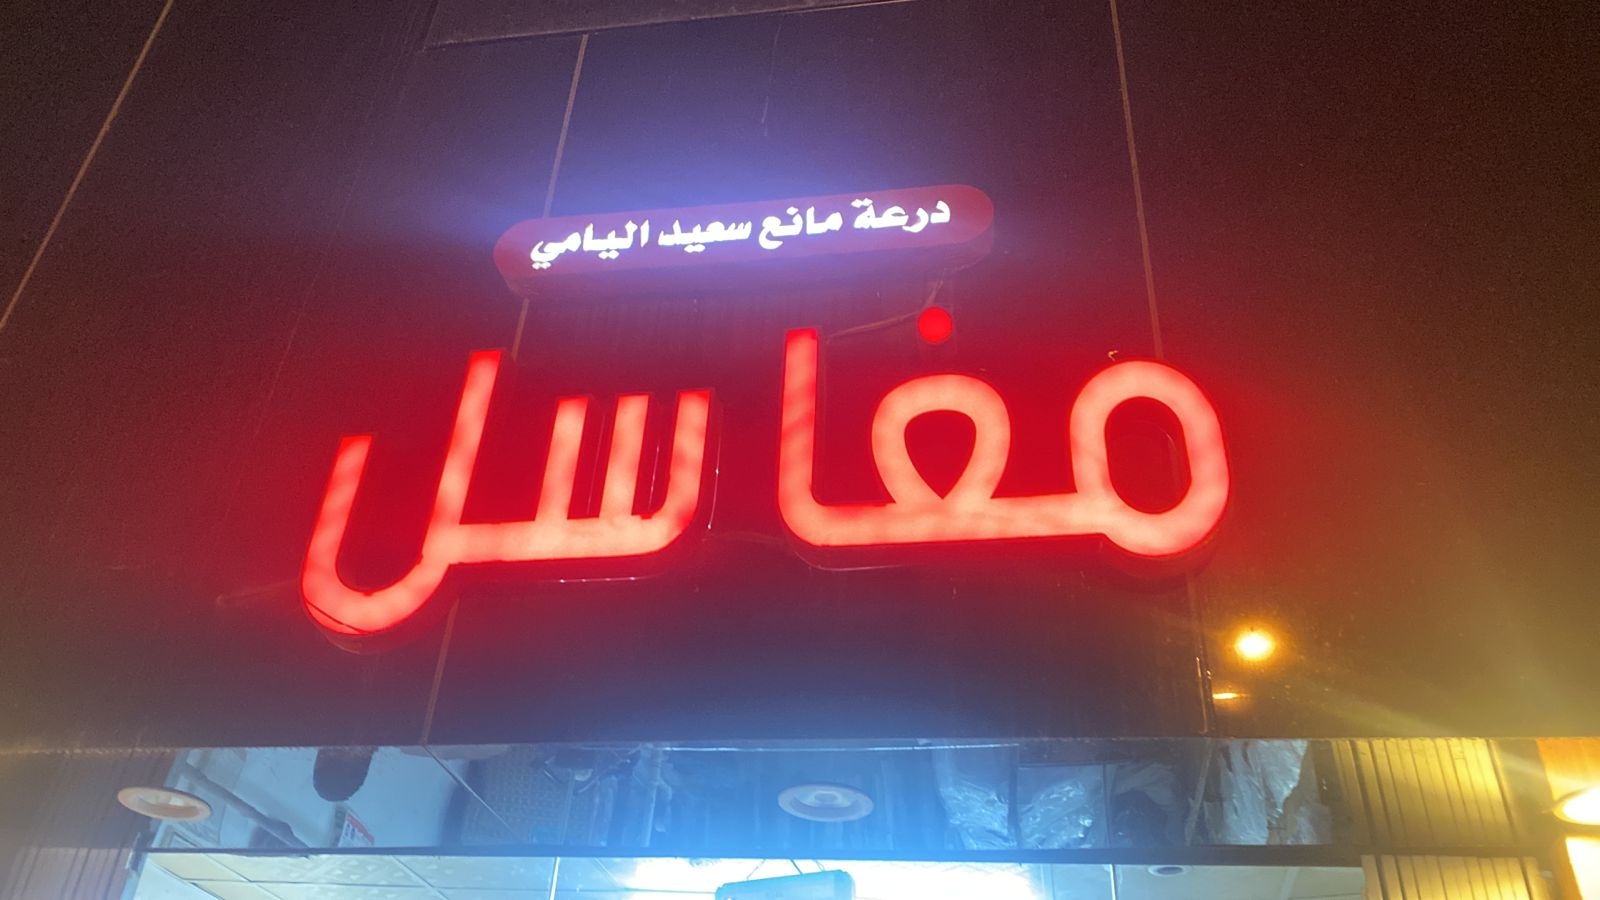 درعة مانع سعيد اليامي
مغاسل